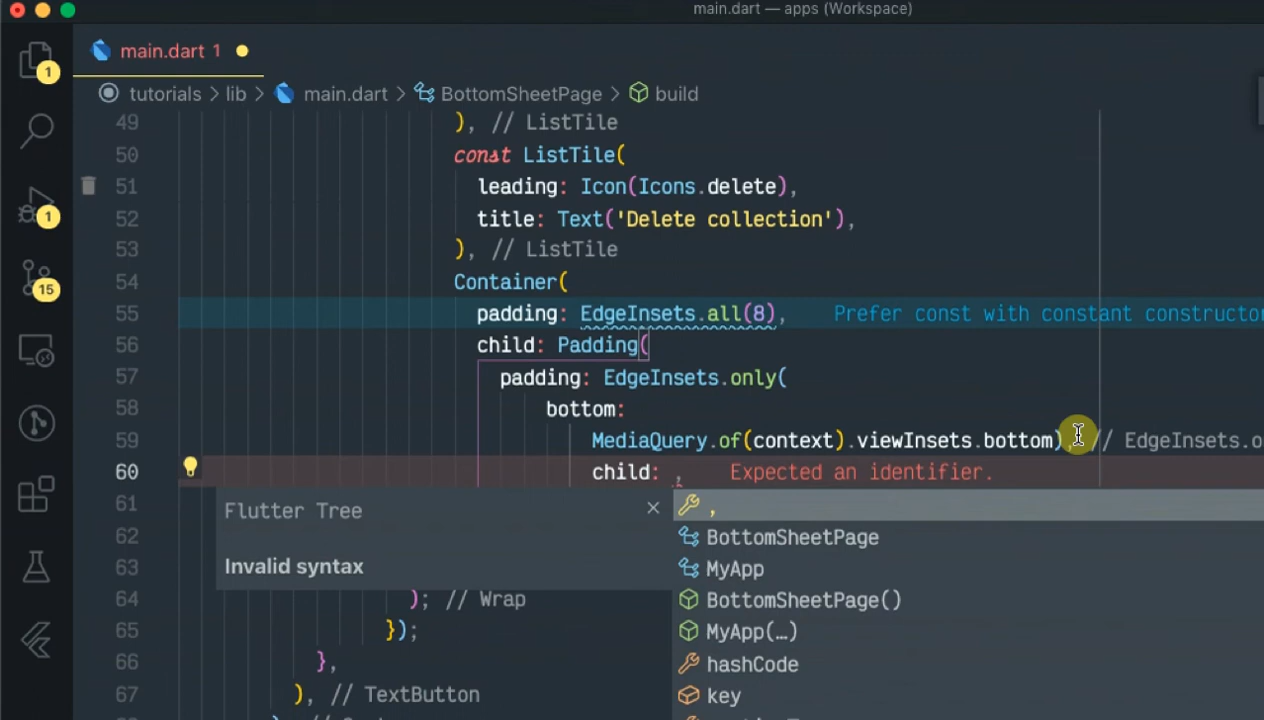 main.dart — apps (Workspace)
1
main.dart 1
tutorials > lib > main.dart > BottomSheetPage > build
49 ), // ListTile
50 const ListTile(
51 leading: Icon(Icons.delete),
1
52 title: Text('Delete collection'),
53 ), // ListTile
15
54 Container(
55 padding: EdgeInsets.all(8), Prefer const with constant constructo
56 child: Padding(
57 padding: EdgeInsets.only(
58 bottom:
59 MediaQuery.of(context).viewInsets.bottom), // EdgeInsets.o
60 child: , Expected an identifier.
61 Flutter Tree × ,
62 BottomSheetPage
63 Invalid syntax MyApp
64 ); // Wrap BottomSheetPage()
65 }); MyApp(…)
66 }, hashCode
67 ), // TextButton key